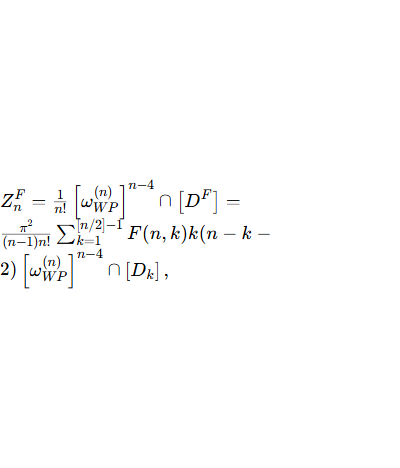 $Z_n^F = \frac{1}{n!} \left[ \omega_{WP}^{(n)} \right]^{n-4} \cap \left[ D^F \right] =$
$\frac{\pi^2}{(n-1)n!} \sum_{k=1}^{[n/2]-1} F(n,k)k(n-k-$
$2) \left[ \omega_{WP}^{(n)} \right]^{n-4} \cap \left[ D_k \right],$